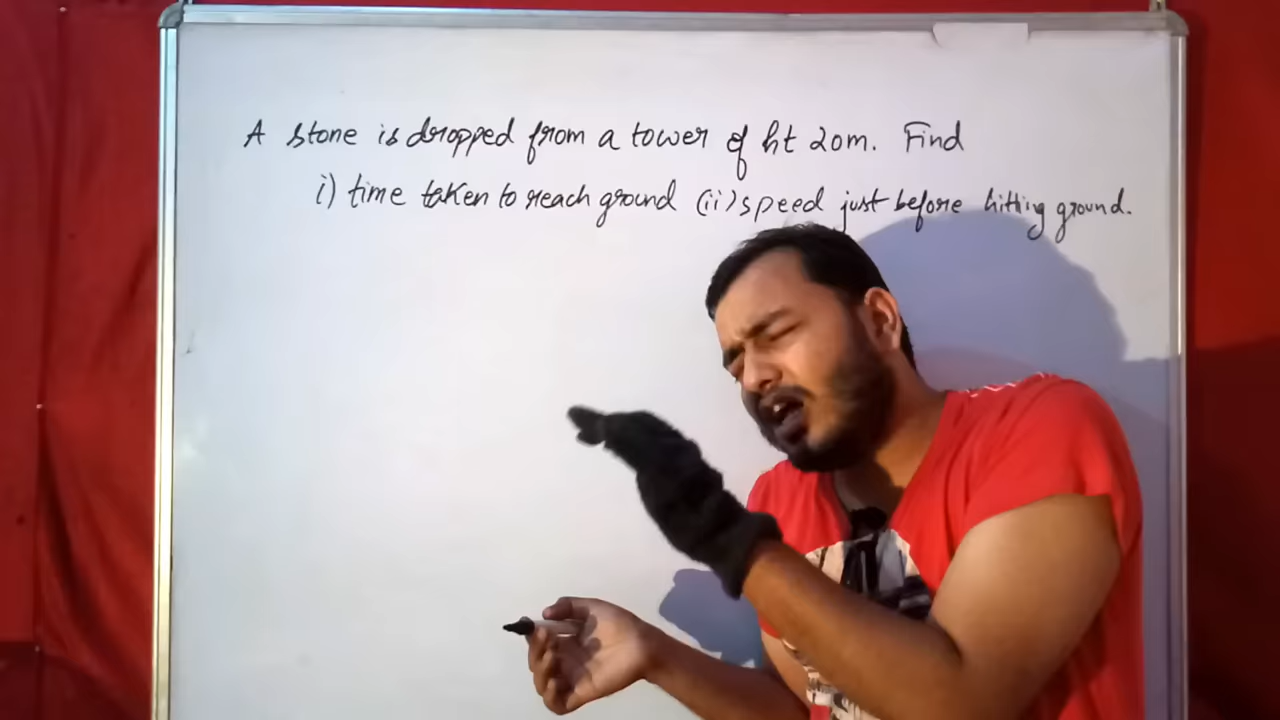 A stone is dropped from a tower of ht 20m. Find
i) time taken to reach ground (ii) speed just before hitting ground.